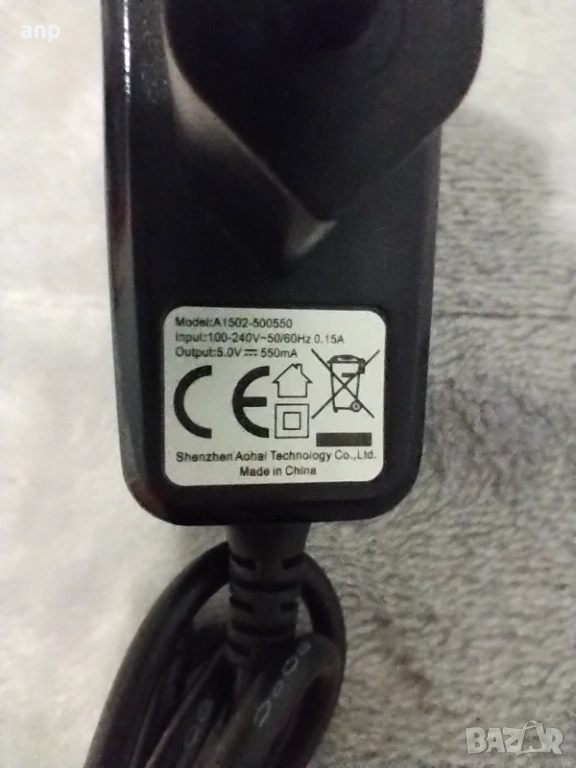 anp
Model:A1502-500550
Input:100-240V~50/60Hz 0.15A
Output:5.0V⎓550mA
CE
Shenzhen Aohai Technology Co.,Ltd.
Made in China
BAZAR